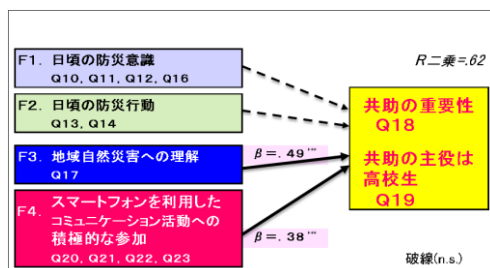 F1. 日頃の防災意識
Q10, Q11, Q12, Q16
F2. 日頃の防災行動
Q13, Q14
F3. 地域自然災害への理解
Q17
F4. スマートフォンを利用した
コミュニケーション活動への
積極的な参加
Q20, Q21, Q22, Q23
β=.49***
β=.38***
R二乗=.62
共助の重要性
Q18
共助の主役は
高校生
Q19
破線(n.s.)